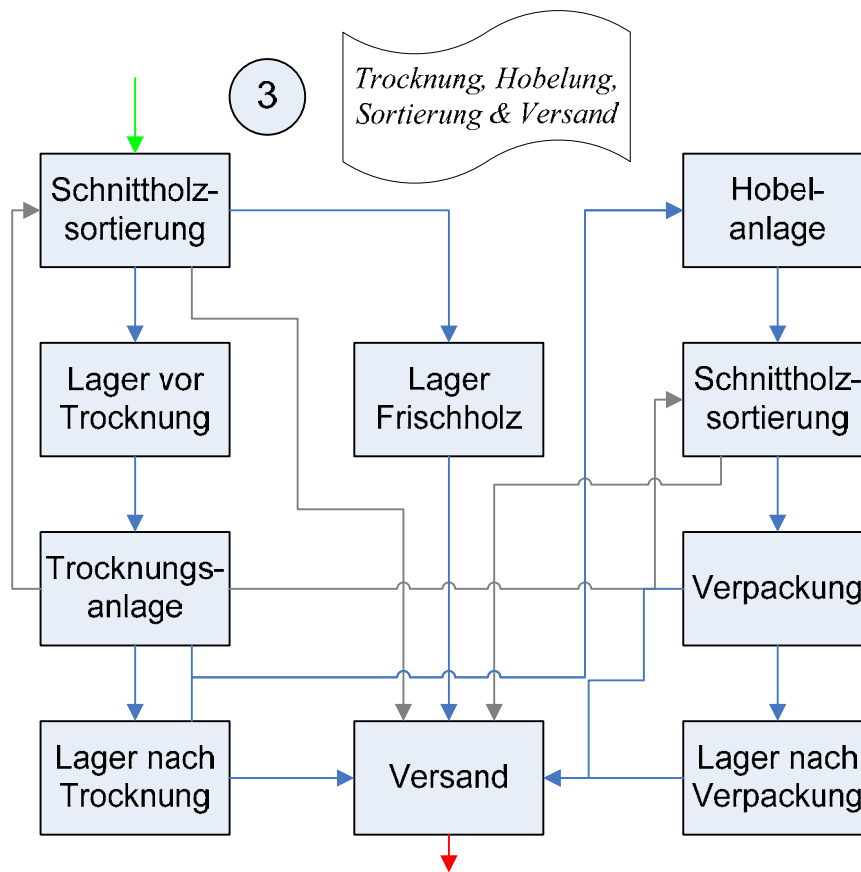 3
Trocknung, Hobelung,
Sortierung & Versand
Schnittholz-
sortierung
Hobel-
anlage
Lager vor
Trocknung
Lager
Frischholz
Schnittholz-
sortierung
Trocknungs-
anlage
Verpackung
Lager nach
Trocknung
Versand
Lager nach
Verpackung